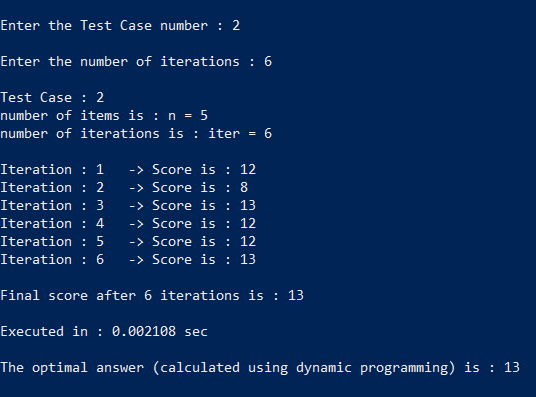 Enter the Test Case number : 2
Enter the number of iterations : 6
Test Case : 2
number of items is : n = 5
number of iterations is : iter = 6
Iteration : 1   -> Score is : 12
Iteration : 2   -> Score is : 8
Iteration : 3   -> Score is : 13
Iteration : 4   -> Score is : 12
Iteration : 5   -> Score is : 12
Iteration : 6   -> Score is : 13
Final score after 6 iterations is : 13
Executed in : 0.002108 sec
The optimal answer (calculated using dynamic programming) is : 13